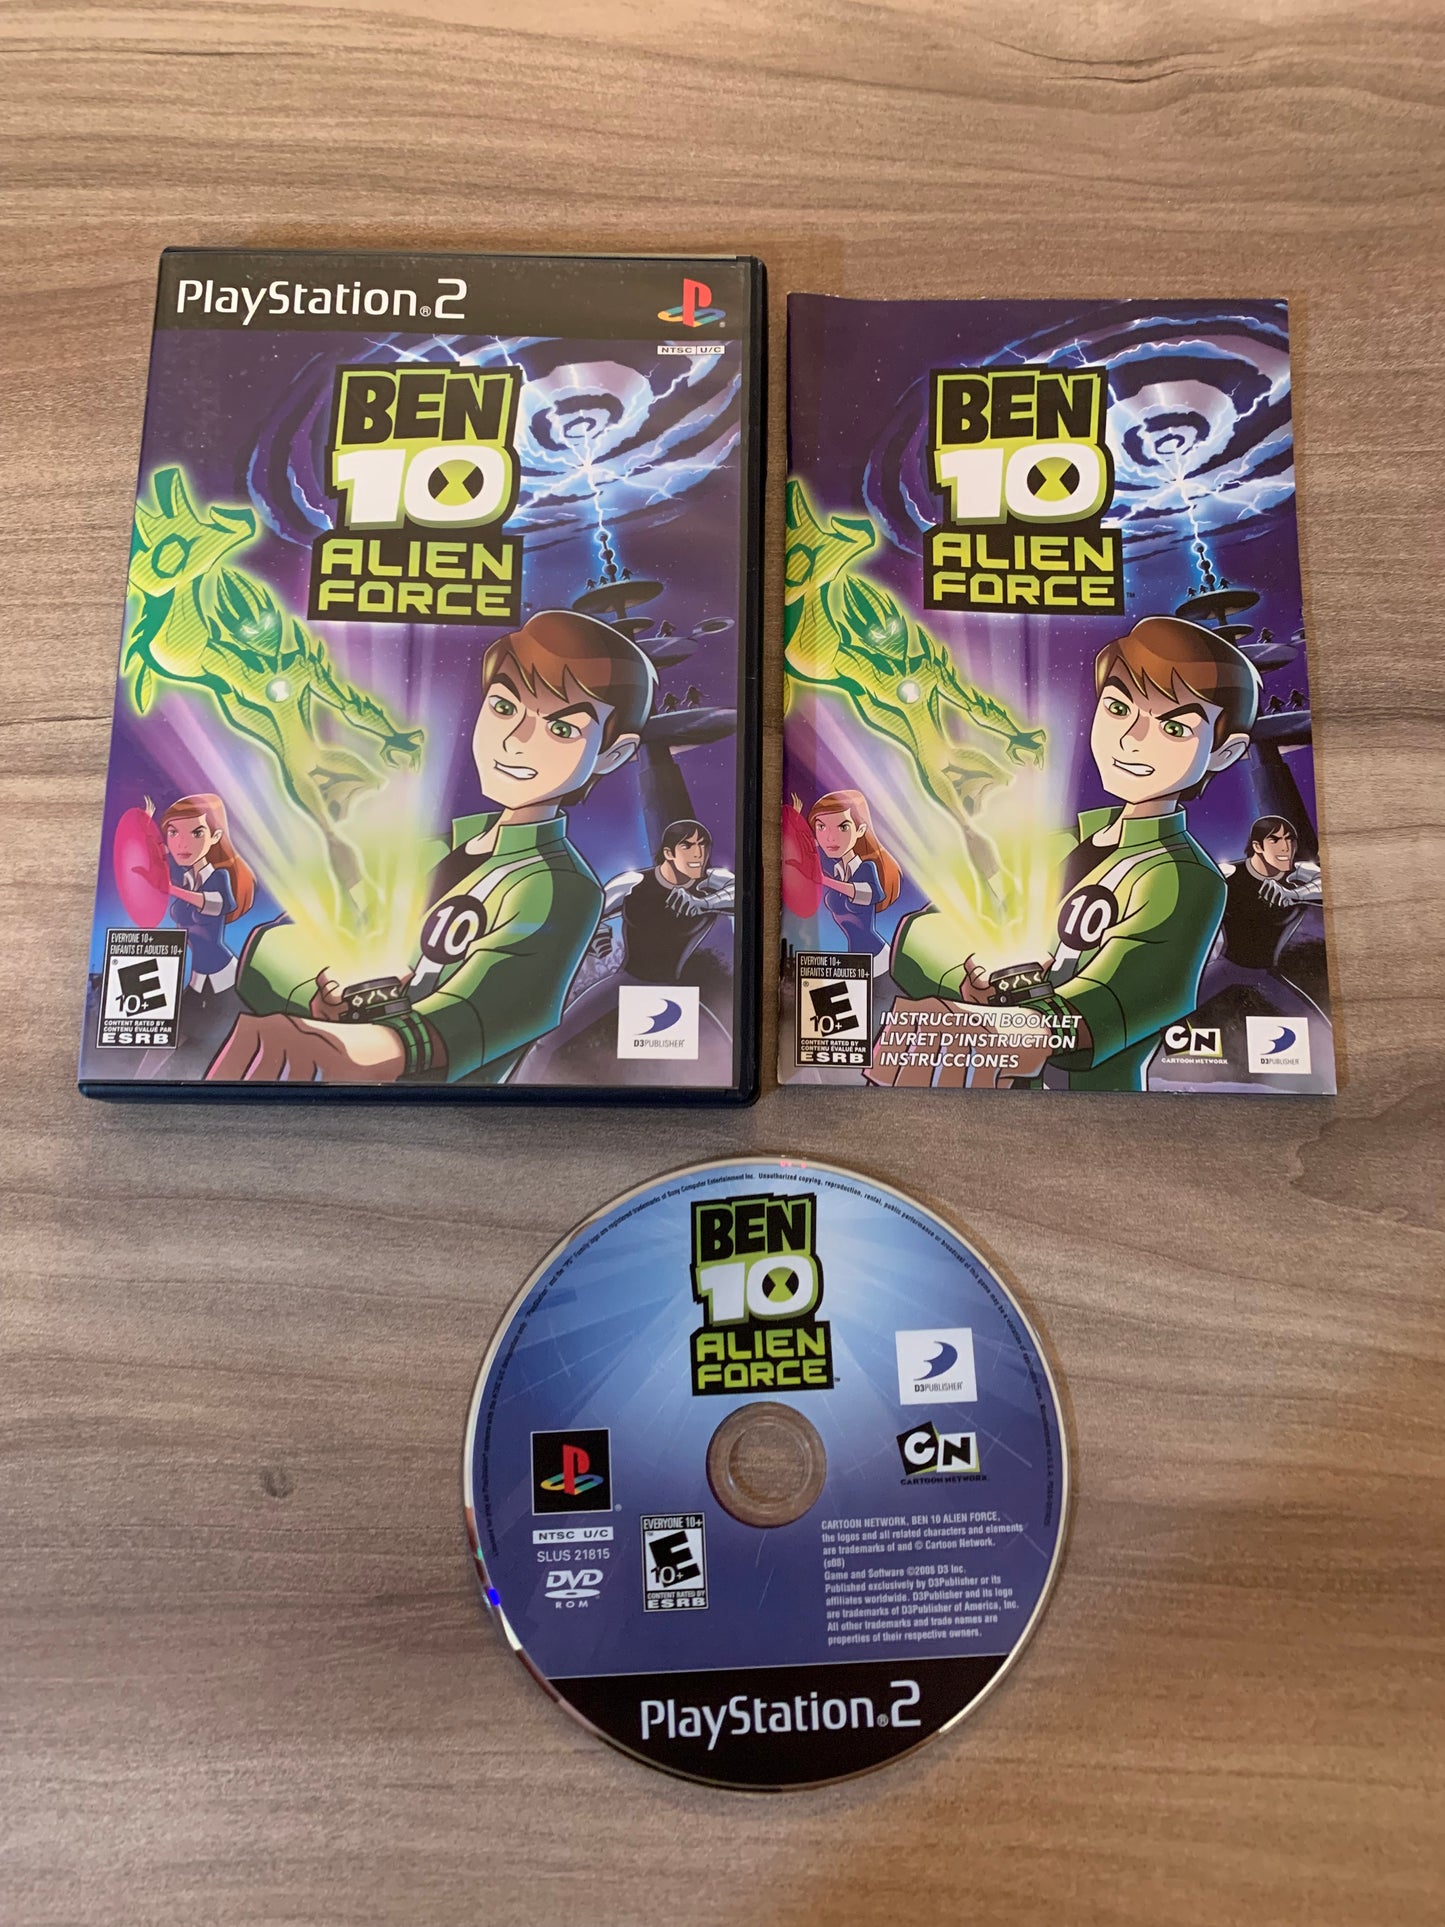 PlayStation®2
NTSC U/C
BEN
10
ALIEN
FORCE
10
EVERYONE 10+
ENFANTS ET ADULTES 10+
E
10+
CONTENT RATED BY
CONTENU ÉVALUÉ PAR
ESRB
D3PUBLISHER
BEN
10
ALIEN
FORCE™
10
EVERYONE 10+
ENFANTS ET ADULTES 10+
E
10+
CONTENT RATED BY
CONTENU ÉVALUÉ PAR
ESRB
INSTRUCTION BOOKLET
LIVRET D'INSTRUCTION
INSTRUCCIONES
CN
CARTOON NETWORK
D3PUBLISHER
BEN
10
ALIEN
FORCE™
D3PUBLISHER
CN
CARTOON NETWORK
NTSC U/C
SLUS 21815
DVD
ROM
EVERYONE 10+
E
10+
CONTENT RATED BY
ESRB
CARTOON NETWORK, BEN 10 ALIEN FORCE,
the logos and all related characters and elements
are trademarks of and © Cartoon Network.
(s08)
Game and Software ©2008 D3 Inc.
Published exclusively by D3Publisher or its
affiliates worldwide. D3Publisher and its logo
are trademarks of D3Publisher of America, Inc.
All other trademarks and trade names are
properties of their respective owners.
PlayStation®2